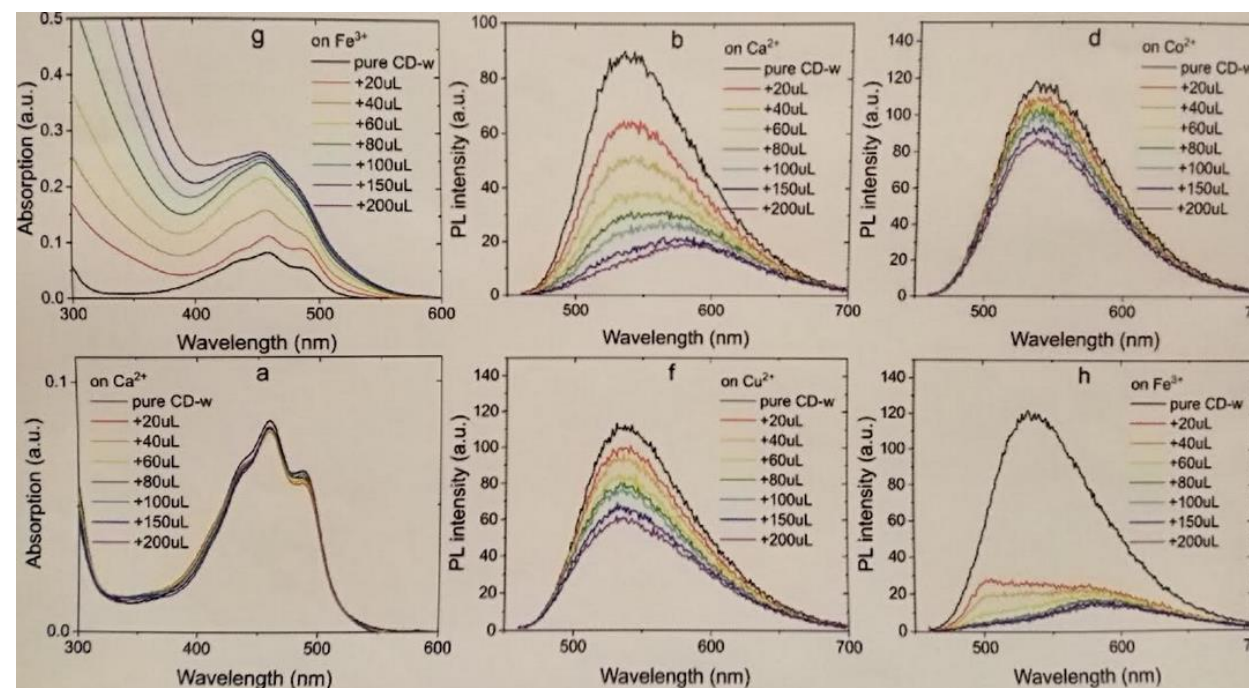 g
on Fe³⁺
pure CD-w
+20uL
+40uL
+60uL
+80uL
+100uL
+150uL
+200uL
0.5
0.4
0.3
0.2
0.1
0.0
300
400
500
600
Absorption (a.u.)
Wavelength (nm)
b
on Ca²⁺
pure CD-w
+20uL
+40uL
+60uL
+80uL
+100uL
+150uL
+200uL
100
80
60
40
20
0
500
600
700
PL intensity (a.u.)
Wavelength (nm)
d
on Co²⁺
pure CD-w
+20uL
+40uL
+60uL
+80uL
+100uL
+150uL
+200uL
140
120
100
80
60
40
20
0
500
600
PL intensity (a.u.)
Wavelength (nm)
a
on Ca²⁺
pure CD-w
+20uL
+40uL
+60uL
+80uL
+100uL
+150uL
+200uL
0.1
0.0
300
400
500
600
Absorption (a.u.)
Wavelength (nm)
f
on Cu²⁺
pure CD-w
+20uL
+40uL
+60uL
+80uL
+100uL
+150uL
+200uL
140
120
100
80
60
40
20
0
500
600
700
PL intensity (a.u.)
Wavelength (nm)
h
on Fe³⁺
pure CD-w
+20uL
+40uL
+60uL
+80uL
+100uL
+150uL
+200uL
140
120
100
80
60
40
20
0
500
600
PL intensity (a.u.)
Wavelength (nm)